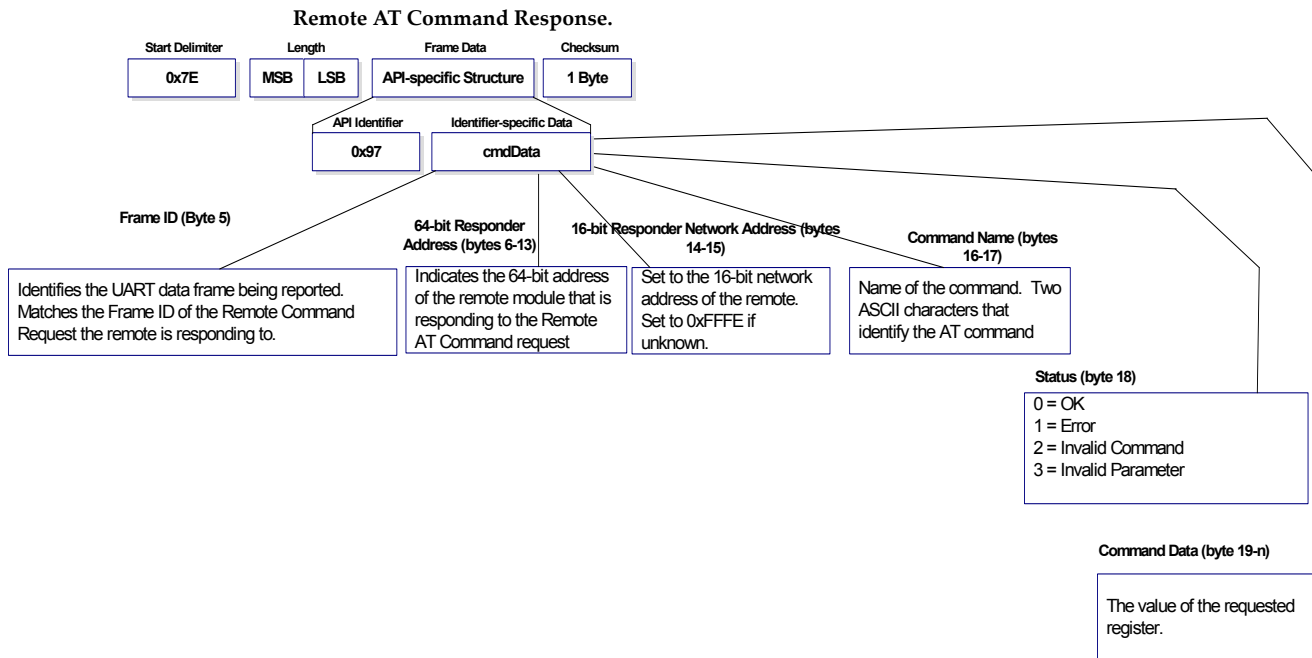 Remote AT Command Response.
Start Delimiter Length Frame Data Checksum
0x7E MSB LSB API-specific Structure 1 Byte
API Identifier Identifier-specific Data
0x97 cmdData
Frame ID (Byte 5)
Identifies the UART data frame being reported.
Matches the Frame ID of the Remote Command
Request the remote is responding to.
64-bit Responder
Address (bytes 6-13)
Indicates the 64-bit address
of the remote module that is
responding to the Remote
AT Command request
16-bit Responder Network Address (bytes
14-15)
Set to the 16-bit network
address of the remote.
Set to 0xFFFE if
unknown.
Command Name (bytes
16-17)
Name of the command. Two
ASCII characters that
identify the AT command
Status (byte 18)
0 = OK
1 = Error
2 = Invalid Command
3 = Invalid Parameter
Command Data (byte 19-n)
The value of the requested
register.